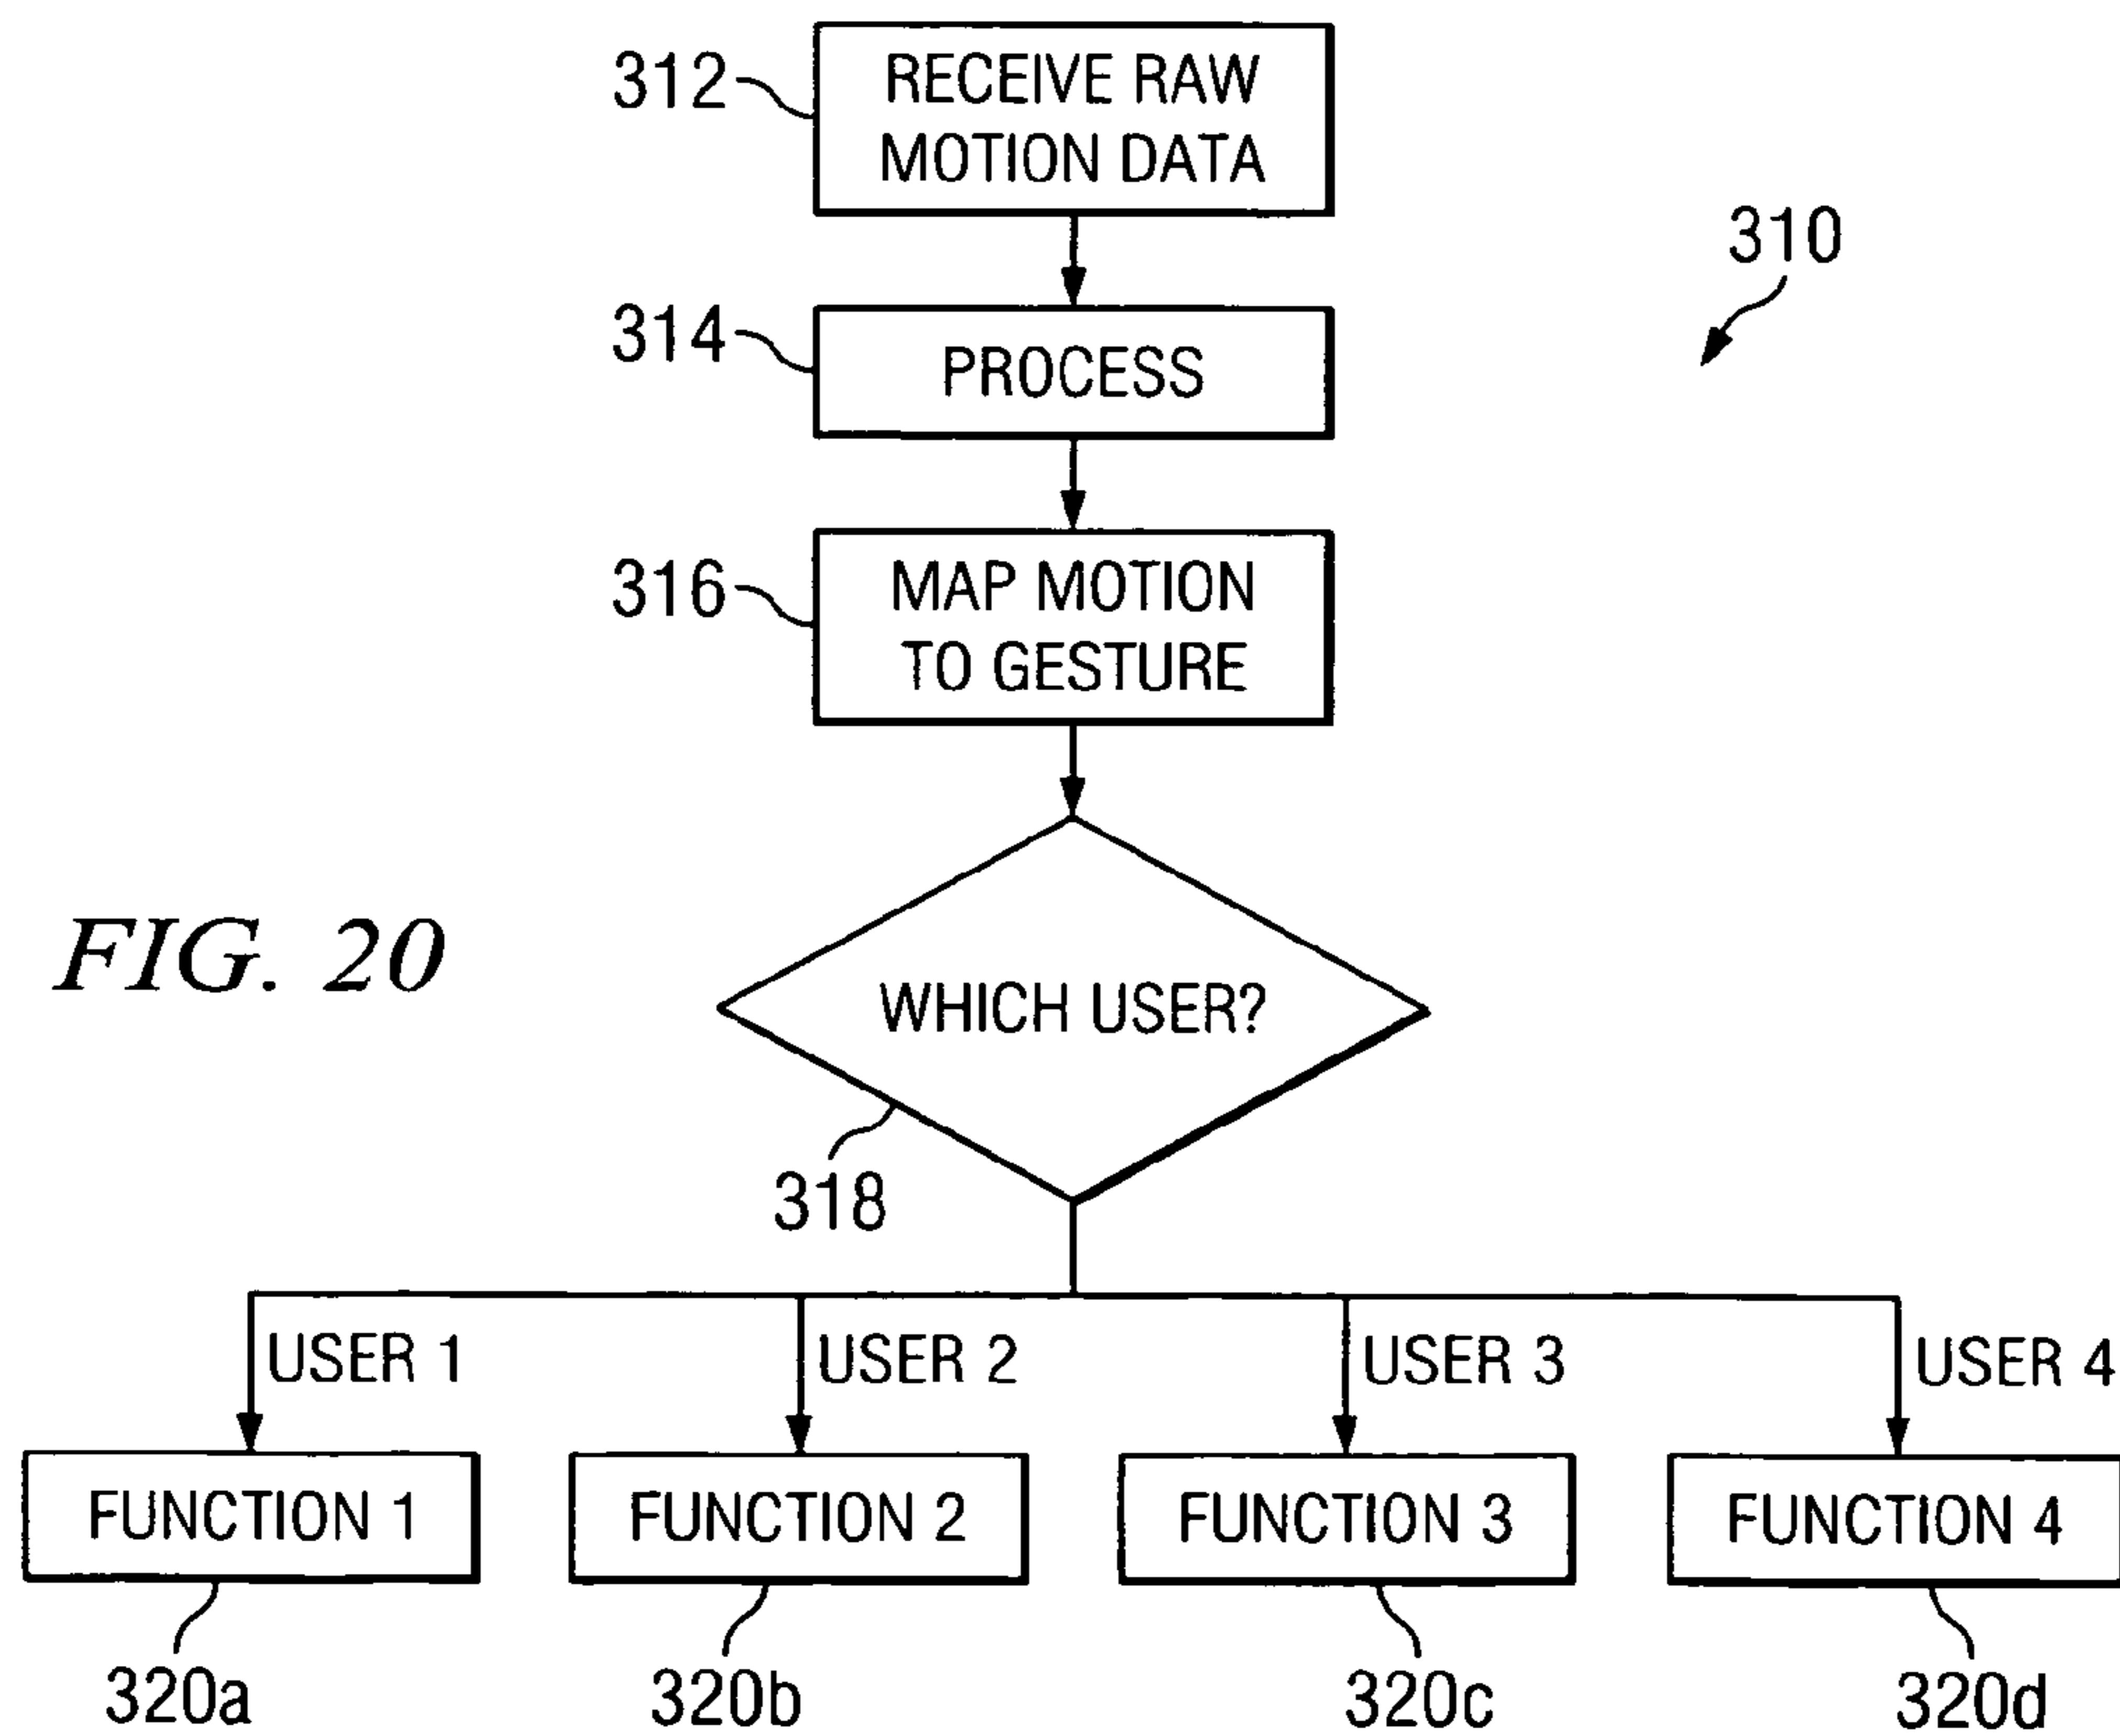 312
RECEIVE RAW
MOTION DATA
310
314
PROCESS
316
MAP MOTION
TO GESTURE
FIG. 20
WHICH USER?
318
USER 1
USER 2
USER 3
USER 4
FUNCTION 1
FUNCTION 2
FUNCTION 3
FUNCTION 4
320a
320b
320c
320d